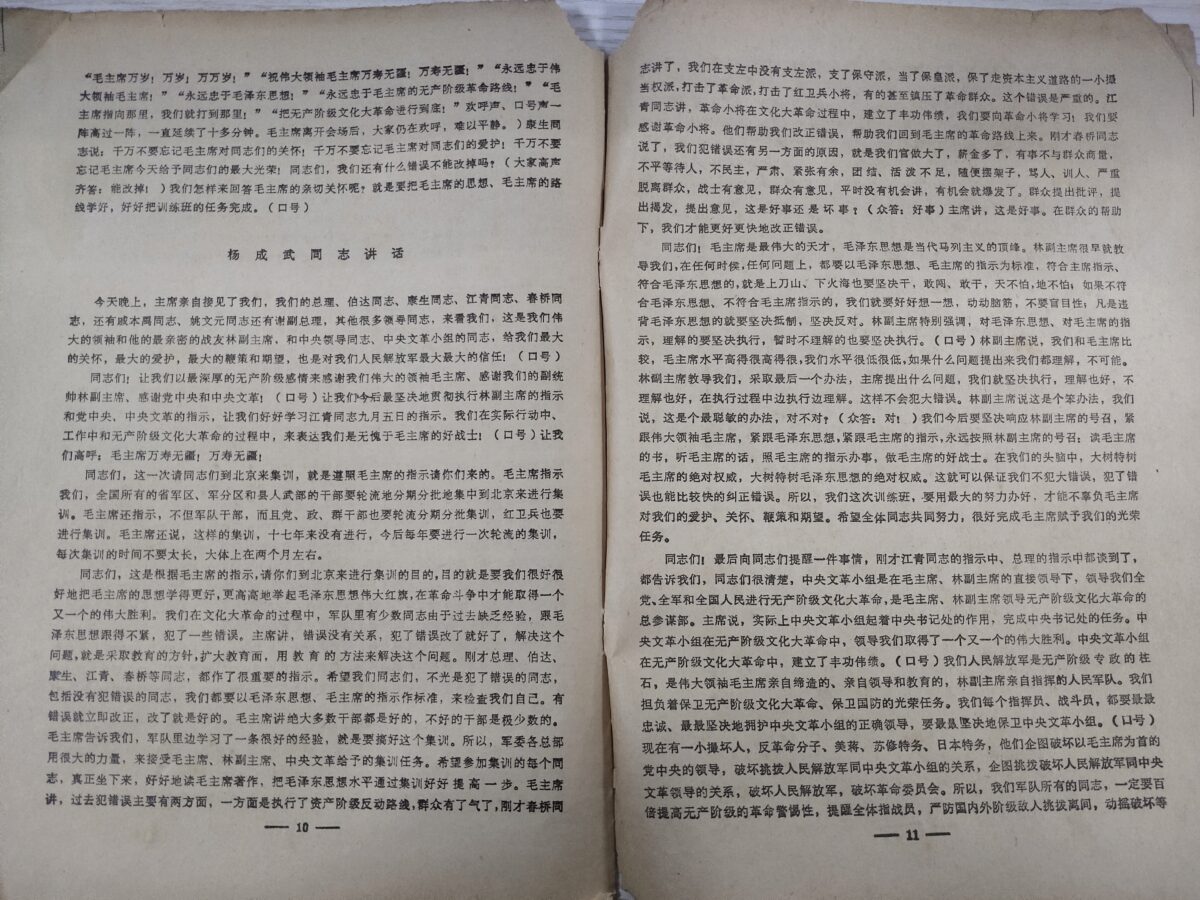 “毛主席万岁！万岁！万万岁！”“祝伟大领袖毛主席万寿无疆！万寿无疆！”“永远忠于伟
大领袖毛主席！”“永远忠于毛泽东思想！”“永远忠于毛主席的无产阶级革命路线！”“毛
主席指向那里，我们就打到那里！”“把无产阶级文化大革命进行到底！”欢呼声、口号声一
阵高过一阵，一直延续了十多分钟。毛主席离开会场后，大家仍在欢呼，难以平静。）康生同
志说：千万不要忘记毛主席对同志们的关怀！千万不要忘记毛主席对同志们的爱护！千万不要
忘记毛主席今天给予同志们的最大光荣！同志们，我们还有什么错误不能改掉吗？（大家高声
齐答：能改掉！）我们怎样来回答毛主席的亲切关怀呢？就是要把毛主席的思想、毛主席的路
线学好，好好把训练班的任务完成。（口号）
杨成武同志讲话
今天晚上，主席亲自接见了我们，我们的总理、伯达同志、康生同志、江青同志、春桥同
志，还有戚本禹同志、姚文元同志还有谢副总理，其他很多领导同志，来看我们，这是我们伟
大的领袖和他的最亲密的战友林副主席，和中央领导同志、中央文革小组的同志，给我们最大
的关怀，最大的爱护，最大的鞭策和期望，也是对我们人民解放军最大最大的信任！（口号）
同志们！让我们以最深厚的无产阶级感情来感谢我们伟大的领袖毛主席、感谢我们的副统
帅林副主席、感谢党中央和中央文革！（口号）让我们今后最坚决地贯彻执行林副主席的指示
和党中央、中央文革的指示，让我们好好学习江青同志九月五日的指示。我们在实际行动中、
工作中和无产阶级文化大革命的过程中，来表达我们是无愧于毛主席的好战士！（口号）让我
们高呼：毛主席万寿无疆！万寿无疆！
同志们，这一次请同志们到北京来集训，就是遵照毛主席的指示请你们来的。毛主席指示
我们，全国所有的省军区、军分区和县人武部的干部要轮流地分期分批地集中到北京来进行集
训。毛主席还指示，不但军队干部，而且党、政、群干部也要轮流分期分批集训，红卫兵也要
进行集训。毛主席还说，这样的集训，十七年来没有进行，今后每年要进行一次轮流的集训，
每次集训的时间不要太长，大体上在两个月左右。
同志们，这是根据毛主席的指示，请你们到北京来进行集训的目的，目的就是要我们很好很
好地把毛主席的思想学得更好，更高高地举起毛泽东思想伟大红旗，在革命斗争中才能取得一个
又一个的伟大胜利。我们在文化大革命的过程中，军队里有少数同志由于过去缺乏经验，跟毛
泽东思想跟得不紧，犯了一些错误。主席讲，错误没有关系，犯了错误改了就好了，解决这个
问题，就是采取教育的方针，扩大教育面，用教育的方法来解决这个问题。刚才总理、伯达、
康生、江青、春桥等同志，都作了很重要的指示。希望我们同志们，不光是犯了错误的同志，
包括没有犯错误的同志，我们都要以毛泽东思想、毛主席的指示作标准，来检查我们自己。有
错误就立即改正，改了就是好的。毛主席讲绝大多数干部都是好的，不好的干部是极少数的。
毛主席告诉我们，军队里边学习了一条很好的经验，就是要搞好这个集训。所以，军委各总部
用很大的力量，来接受毛主席、林副主席、中央文革给予的集训任务。希望参加集训的每个同
志，真正坐下来，好好地读毛主席著作，把毛泽东思想水平通过集训好好提高一步。毛主席
讲，过去犯错误主要有两方面，一方面是执行了资产阶级反动路线，群众有了气了，刚才春桥同
— 10 —
志讲了，我们在支左中没有支左派，支了保守派，当了保皇派，保了走资本主义道路的一小撮
当权派，打击了革命派，打击了红卫兵小将，有的甚至镇压了革命群众。这个错误是严重的。江
青同志讲，革命小将在文化大革命过程中，建立了丰功伟绩，我们要向革命小将学习！我们要
感谢革命小将。他们帮助我们改正错误，帮助我们回到毛主席的革命路线上来。刚才春桥同志
说了，我们犯错误还有另一方面的原因，就是我们官做大了，薪金多了，有事不与群众商量，
不平等待人，不民主，严肃，紧张有余，团结、活泼不足，随便摆架子，骂人、训人、严重
脱离群众，战士有意见，群众有意见，平时没有机会讲，有机会就爆发了。群众提出批评，提
出揭发，提出意见，这是好事还是坏事？（众答：好事）主席讲，这是好事。在群众的帮助
下，我们才能更好更快地改正错误。
同志们！毛主席是最伟大的天才，毛泽东思想是当代马列主义的顶峰。林副主席很早就教
导我们，在任何时候，任何问题上，都要以毛泽东思想、毛主席的指示为标准，符合主席指示、
符合毛泽东思想的，就是上刀山、下火海也要坚决干，敢闯、敢干，天不怕，地不怕！如果不符
合毛泽东思想、不符合毛主席指示的，我们就要好好想一想，动动脑筋，不要盲目性；凡是违
背毛泽东思想的就要坚决抵制，坚决反对。林副主席特别强调，对毛泽东思想、对毛主席的指
示，理解的要坚决执行，暂时不理解的也要坚决执行。（口号）林副主席说，我们和毛主席比
较，毛主席水平高得很高得很，我们水平很低很低，如果什么问题提出来我们都理解，不可能。
林副主席教导我们，采取最后一个办法，主席提出什么问题，我们就坚决执行，理解也好，不
理解也好，在执行过程中边执行边理解。这样不会犯大错误。林副主席说这是个笨办法，我们
说，这是个最聪敏的办法，对不对？（众答：对！）我们今后要坚决响应林副主席的号召，紧
跟伟大领袖毛主席，紧跟毛泽东思想，紧跟毛主席的指示，永远按照林副主席的号召：读毛主席
的书，听毛主席的话，照毛主席的指示办事，做毛主席的好战士。在我们的头脑中，大树特树
毛主席的绝对权威，大树特树毛泽东思想的绝对权威。这就可以保证我们不犯大错误，犯了错
误也能比较快的纠正错误。所以，我们这次训练班，要用最大的努力办好，才能不辜负毛主席
对我们的爱护、关怀、鞭策和期望。希望全体同志共同努力，很好完成毛主席赋予我们的光荣
任务。
同志们！最后向同志们提醒一件事情，刚才江青同志的指示中、总理的指示中都谈到了，
都告诉我们，同志们很清楚，中央文革小组是在毛主席、林副主席的直接领导下，领导我们全
党、全军和全国人民进行无产阶级文化大革命，是毛主席、林副主席领导无产阶级文化大革命的
总参谋部。主席说，实际上中央文革小组起着中央书记处的作用，完成中央书记处的任务。中
央文革小组在无产阶级文化大革命中，领导我们取得了一个又一个的伟大胜利。中央文革小组
在无产阶级文化大革命中，建立了丰功伟绩。（口号）我们人民解放军是无产阶级专政的柱
石，是伟大领袖毛主席亲自缔造的、亲自领导和教育的，林副主席亲自指挥的人民军队。我们
担负着保卫无产阶级文化大革命、保卫国防的光荣任务。我们每个指挥员、战斗员，都要最最
忠诚、最最坚决地拥护中央文革小组的正确领导，要最最坚决地保卫中央文革小组。（口号）
现在有一小撮坏人，反革命分子、美蒋、苏修特务、日本特务，他们企图破坏以毛主席为首的
党中央的领导，破坏挑拨人民解放军同中央文革小组的关系，企图挑拨破坏人民解放军同中央
文革领导的关系，破坏人民解放军，破坏革命委员会。所以，我们军队所有的同志，一定要百
倍提高无产阶级的革命警惕性，提醒全体指战员，严防国内外阶级敌人挑拨离间，动摇破坏等
— 11 —